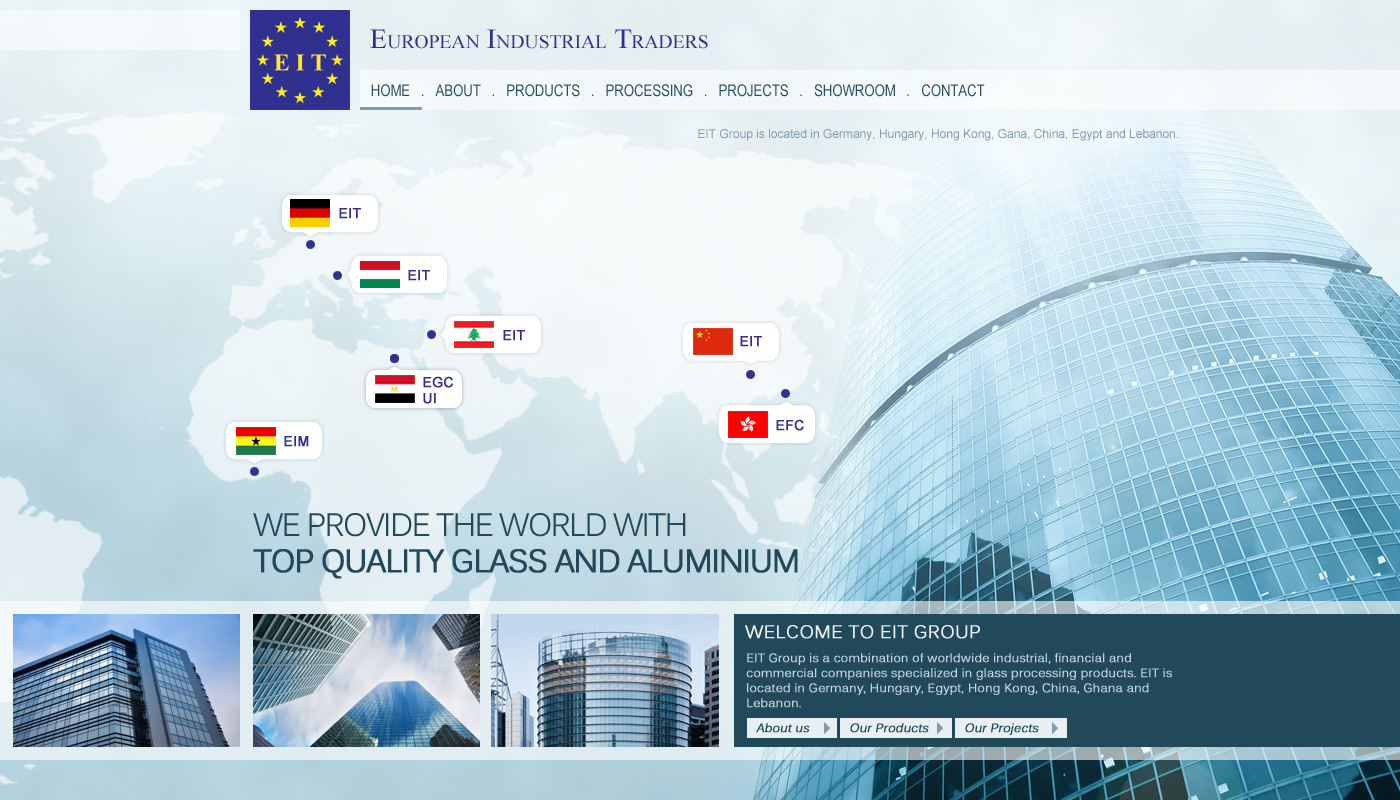 EIT
European Industrial Traders
HOME . ABOUT . PRODUCTS . PROCESSING . PROJECTS . SHOWROOM . CONTACT
EIT Group is located in Germany, Hungary, Hong Kong, Gana, China, Egypt and Lebanon.
EIT
EIT
EIT
EIT
EGC
UI
EFC
EIM
WE PROVIDE THE WORLD WITH
TOP QUALITY GLASS AND ALUMINIUM
WELCOME TO EIT GROUP
EIT Group is a combination of worldwide industrial, financial and
commercial companies specialized in glass processing products. EIT is
located in Germany, Hungary, Egypt, Hong Kong, China, Ghana and
Lebanon.
About us
Our Products
Our Projects